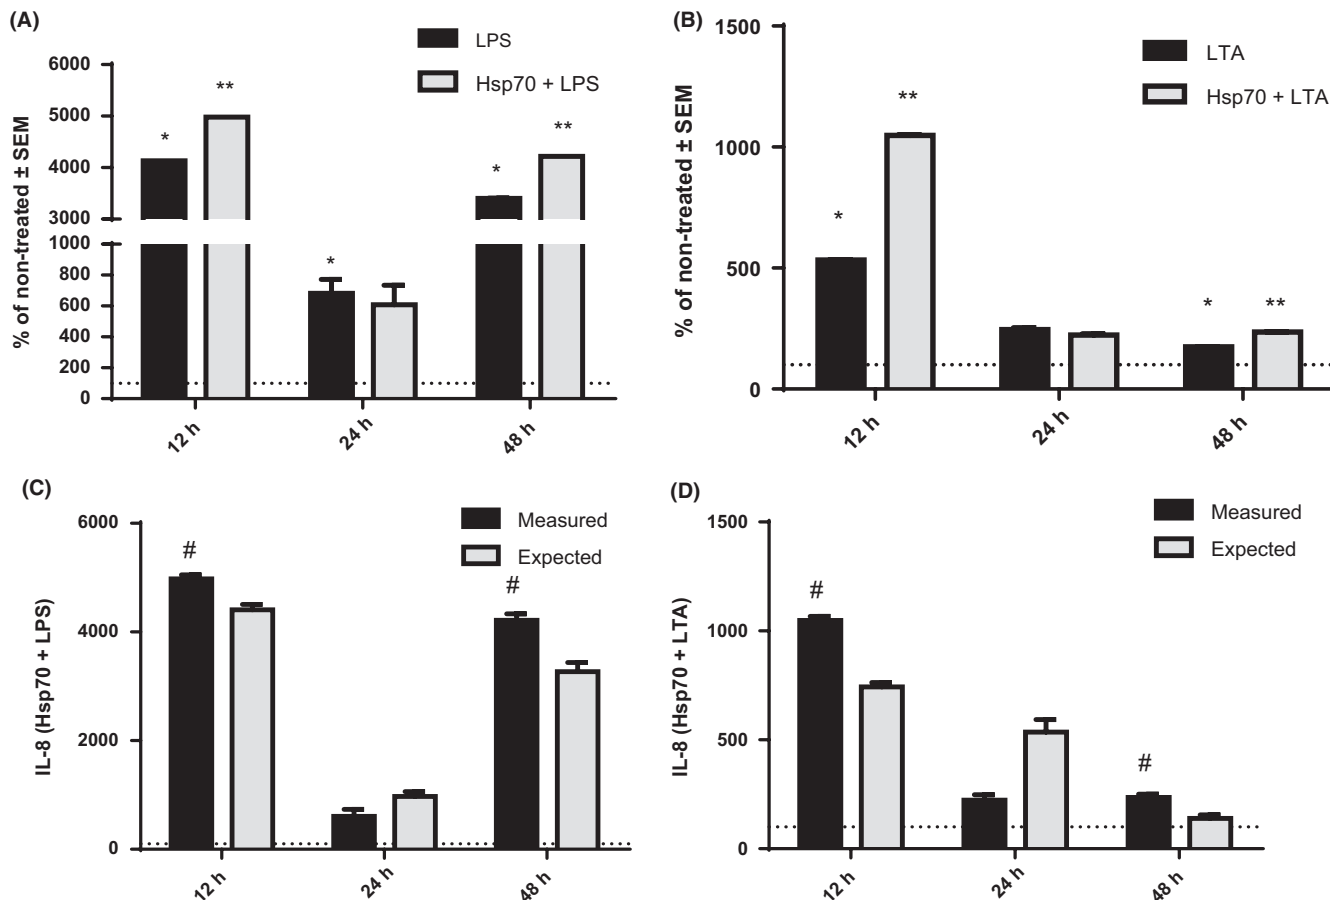 (A)
LPS
Hsp70 + LPS
% of non-treated ± SEM
6000
5000
4000
3000
1000
800
600
400
200
0
*
**
*
*
**
12 h
24 h
48 h
(B)
LTA
Hsp70 + LTA
% of non-treated ± SEM
1500
1000
500
0
*
**
*
**
12 h
24 h
48 h
(C)
Measured
Expected
IL-8 (Hsp70 + LPS)
6000
4000
2000
0
#
#
12 h
24 h
48 h
(D)
Measured
Expected
IL-8 (Hsp70 + LTA)
1500
1000
500
0
#
#
12 h
24 h
48 h